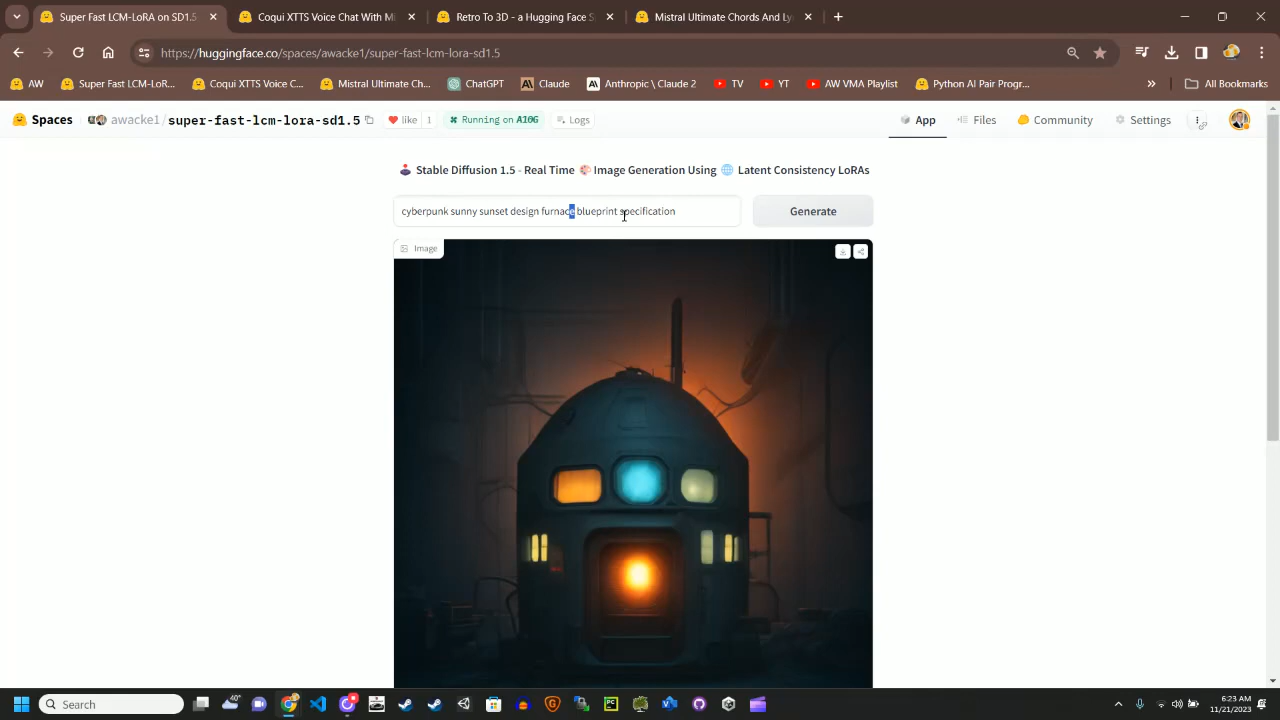 Super Fast LCM-LoRA on SD1.5
Coqui XTTS Voice Chat With Mi
Retro To 3D - a Hugging Face S
Mistral Ultimate Chords And Ly
https://huggingface.co/spaces/awacke1/super-fast-lcm-lora-sd1.5
AW
Super Fast LCM-LoR...
Coqui XTTS Voice C...
Mistral Ultimate Ch...
ChatGPT
Claude
Anthropic \ Claude 2
TV
YT
AW VMA Playlist
Python AI Pair Progr...
»
All Bookmarks
Spaces
awacke1/super-fast-lcm-lora-sd1.5
like 1
Running on A10G
Logs
App
Files
Community
Settings
Stable Diffusion 1.5 - Real Time Image Generation Using Latent Consistency LoRAs
cyberpunk sunny sunset design furnace blueprint specification
Generate
Image
Search
40°
6:23 AM
11/21/2023